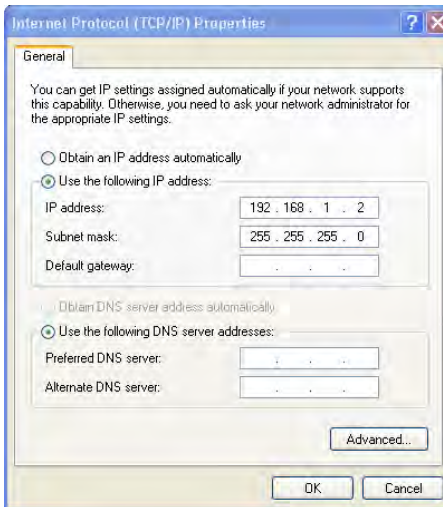 Internet Protocol (TCP/IP) Properties
General
You can get IP settings assigned automatically if your network supports
this capability. Otherwise, you need to ask your network administrator for
the appropriate IP settings.
Obtain an IP address automatically
Use the following IP address:
IP address: 192 . 168 . 1 . 2
Subnet mask: 255 . 255 . 255 . 0
Default gateway: . . .
Obtain DNS server address automatically
Use the following DNS server addresses:
Preferred DNS server: . . .
Alternate DNS server: . . .
Advanced...
OK Cancel